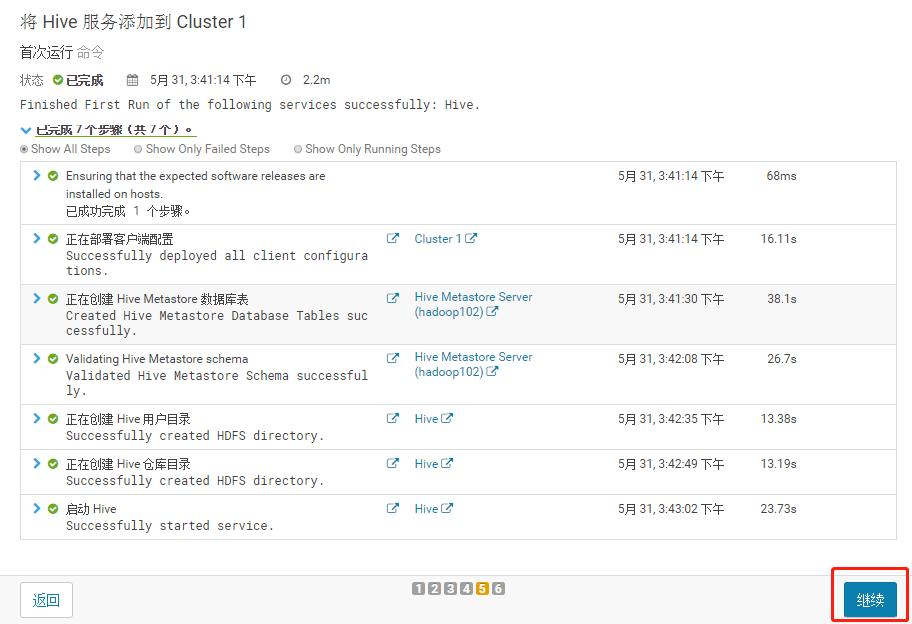 将 Hive 服务添加到 Cluster 1
首次运行 命令
状态 已完成 5月 31, 3:41:14 下午 2.2m
Finished First Run of the following services successfully: Hive.
已完成 7 个步骤（共 7 个）。
Show All Steps Show Only Failed Steps Show Only Running Steps
Ensuring that the expected software releases are 5月 31, 3:41:14 下午 68ms
installed on hosts.
已成功完成 1 个步骤。
正在部署客户端配置 Cluster 1 5月 31, 3:41:14 下午 16.11s
Successfully deployed all client configura
tions.
正在创建 Hive Metastore 数据库表 Hive Metastore Server 5月 31, 3:41:30 下午 38.1s
Created Hive Metastore Database Tables suc (hadoop102)
cessfully.
Validating Hive Metastore schema Hive Metastore Server 5月 31, 3:42:08 下午 26.7s
Validated Hive Metastore Schema successful (hadoop102)
ly.
正在创建 Hive 用户目录 Hive 5月 31, 3:42:35 下午 13.38s
Successfully created HDFS directory.
正在创建 Hive 仓库目录 Hive 5月 31, 3:42:49 下午 13.19s
Successfully created HDFS directory.
启动 Hive Hive 5月 31, 3:43:02 下午 23.73s
Successfully started service.
返回 1 2 3 4 5 6 继续